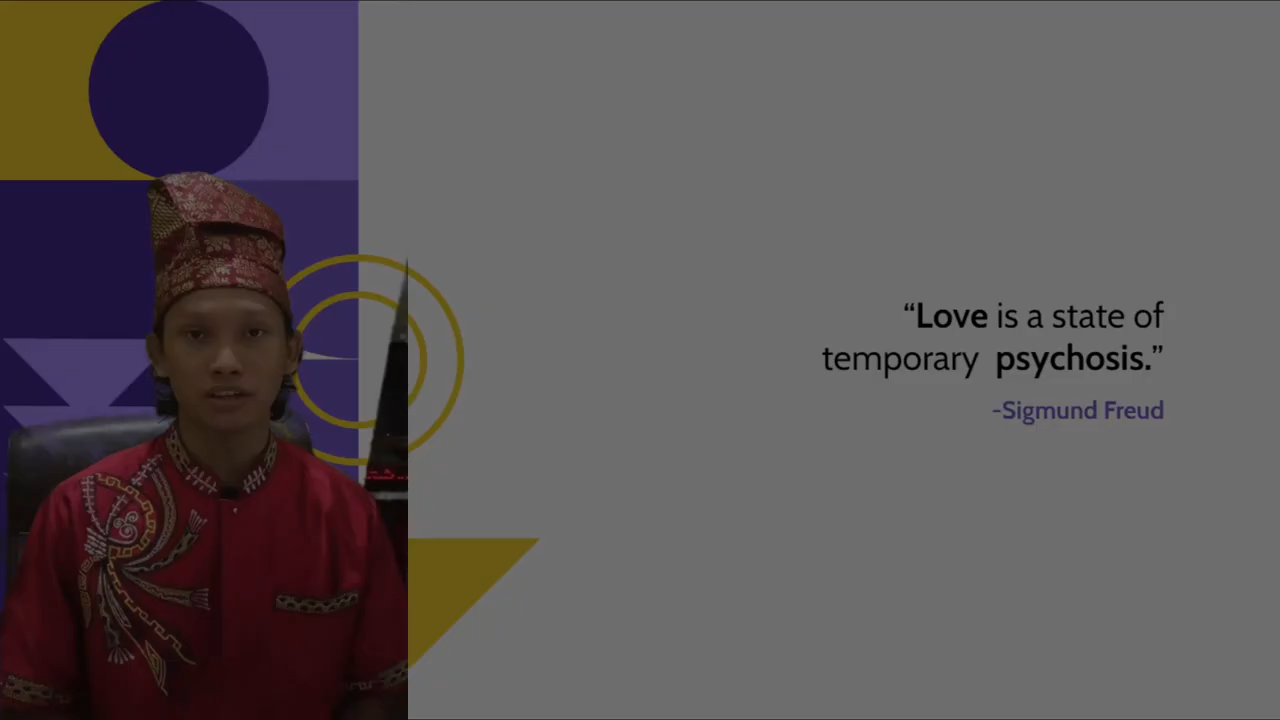 “Love is a state of
temporary psychosis.”
-Sigmund Freud